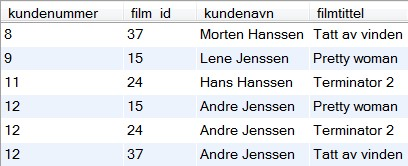 kundenummer film_id kundenavn filmtittel
8 37 Morten Hanssen Tatt av vinden
9 15 Lene Jenssen Pretty woman
11 24 Hans Hanssen Terminator 2
12 15 Andre Jenssen Pretty woman
12 24 Andre Jenssen Terminator 2
12 37 Andre Jenssen Tatt av vinden